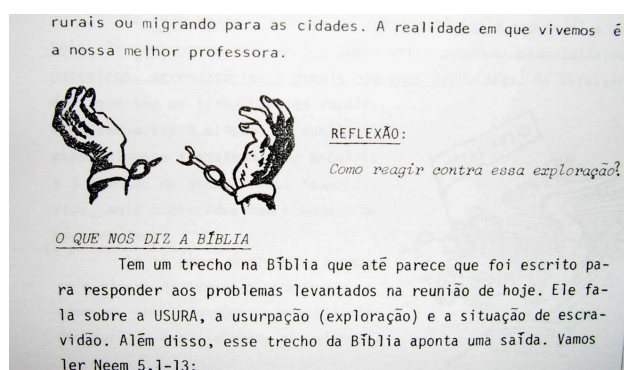 rurais ou migrando para as cidades. A realidade em que vivemos é
a nossa melhor professora.
REFLEXÃO:
Como reagir contra essa exploração?
O QUE NOS DIZ A BÍBLIA
Tem um trecho na Bíblia que até parece que foi escrito pa-
ra responder aos problemas levantados na reunião de hoje. Ele fa-
la sobre a USURA, a usurpação (exploração) e a situação de escra-
vidão. Além disso, esse trecho da Bíblia aponta uma saída. Vamos
ler Neem 5.1-13: